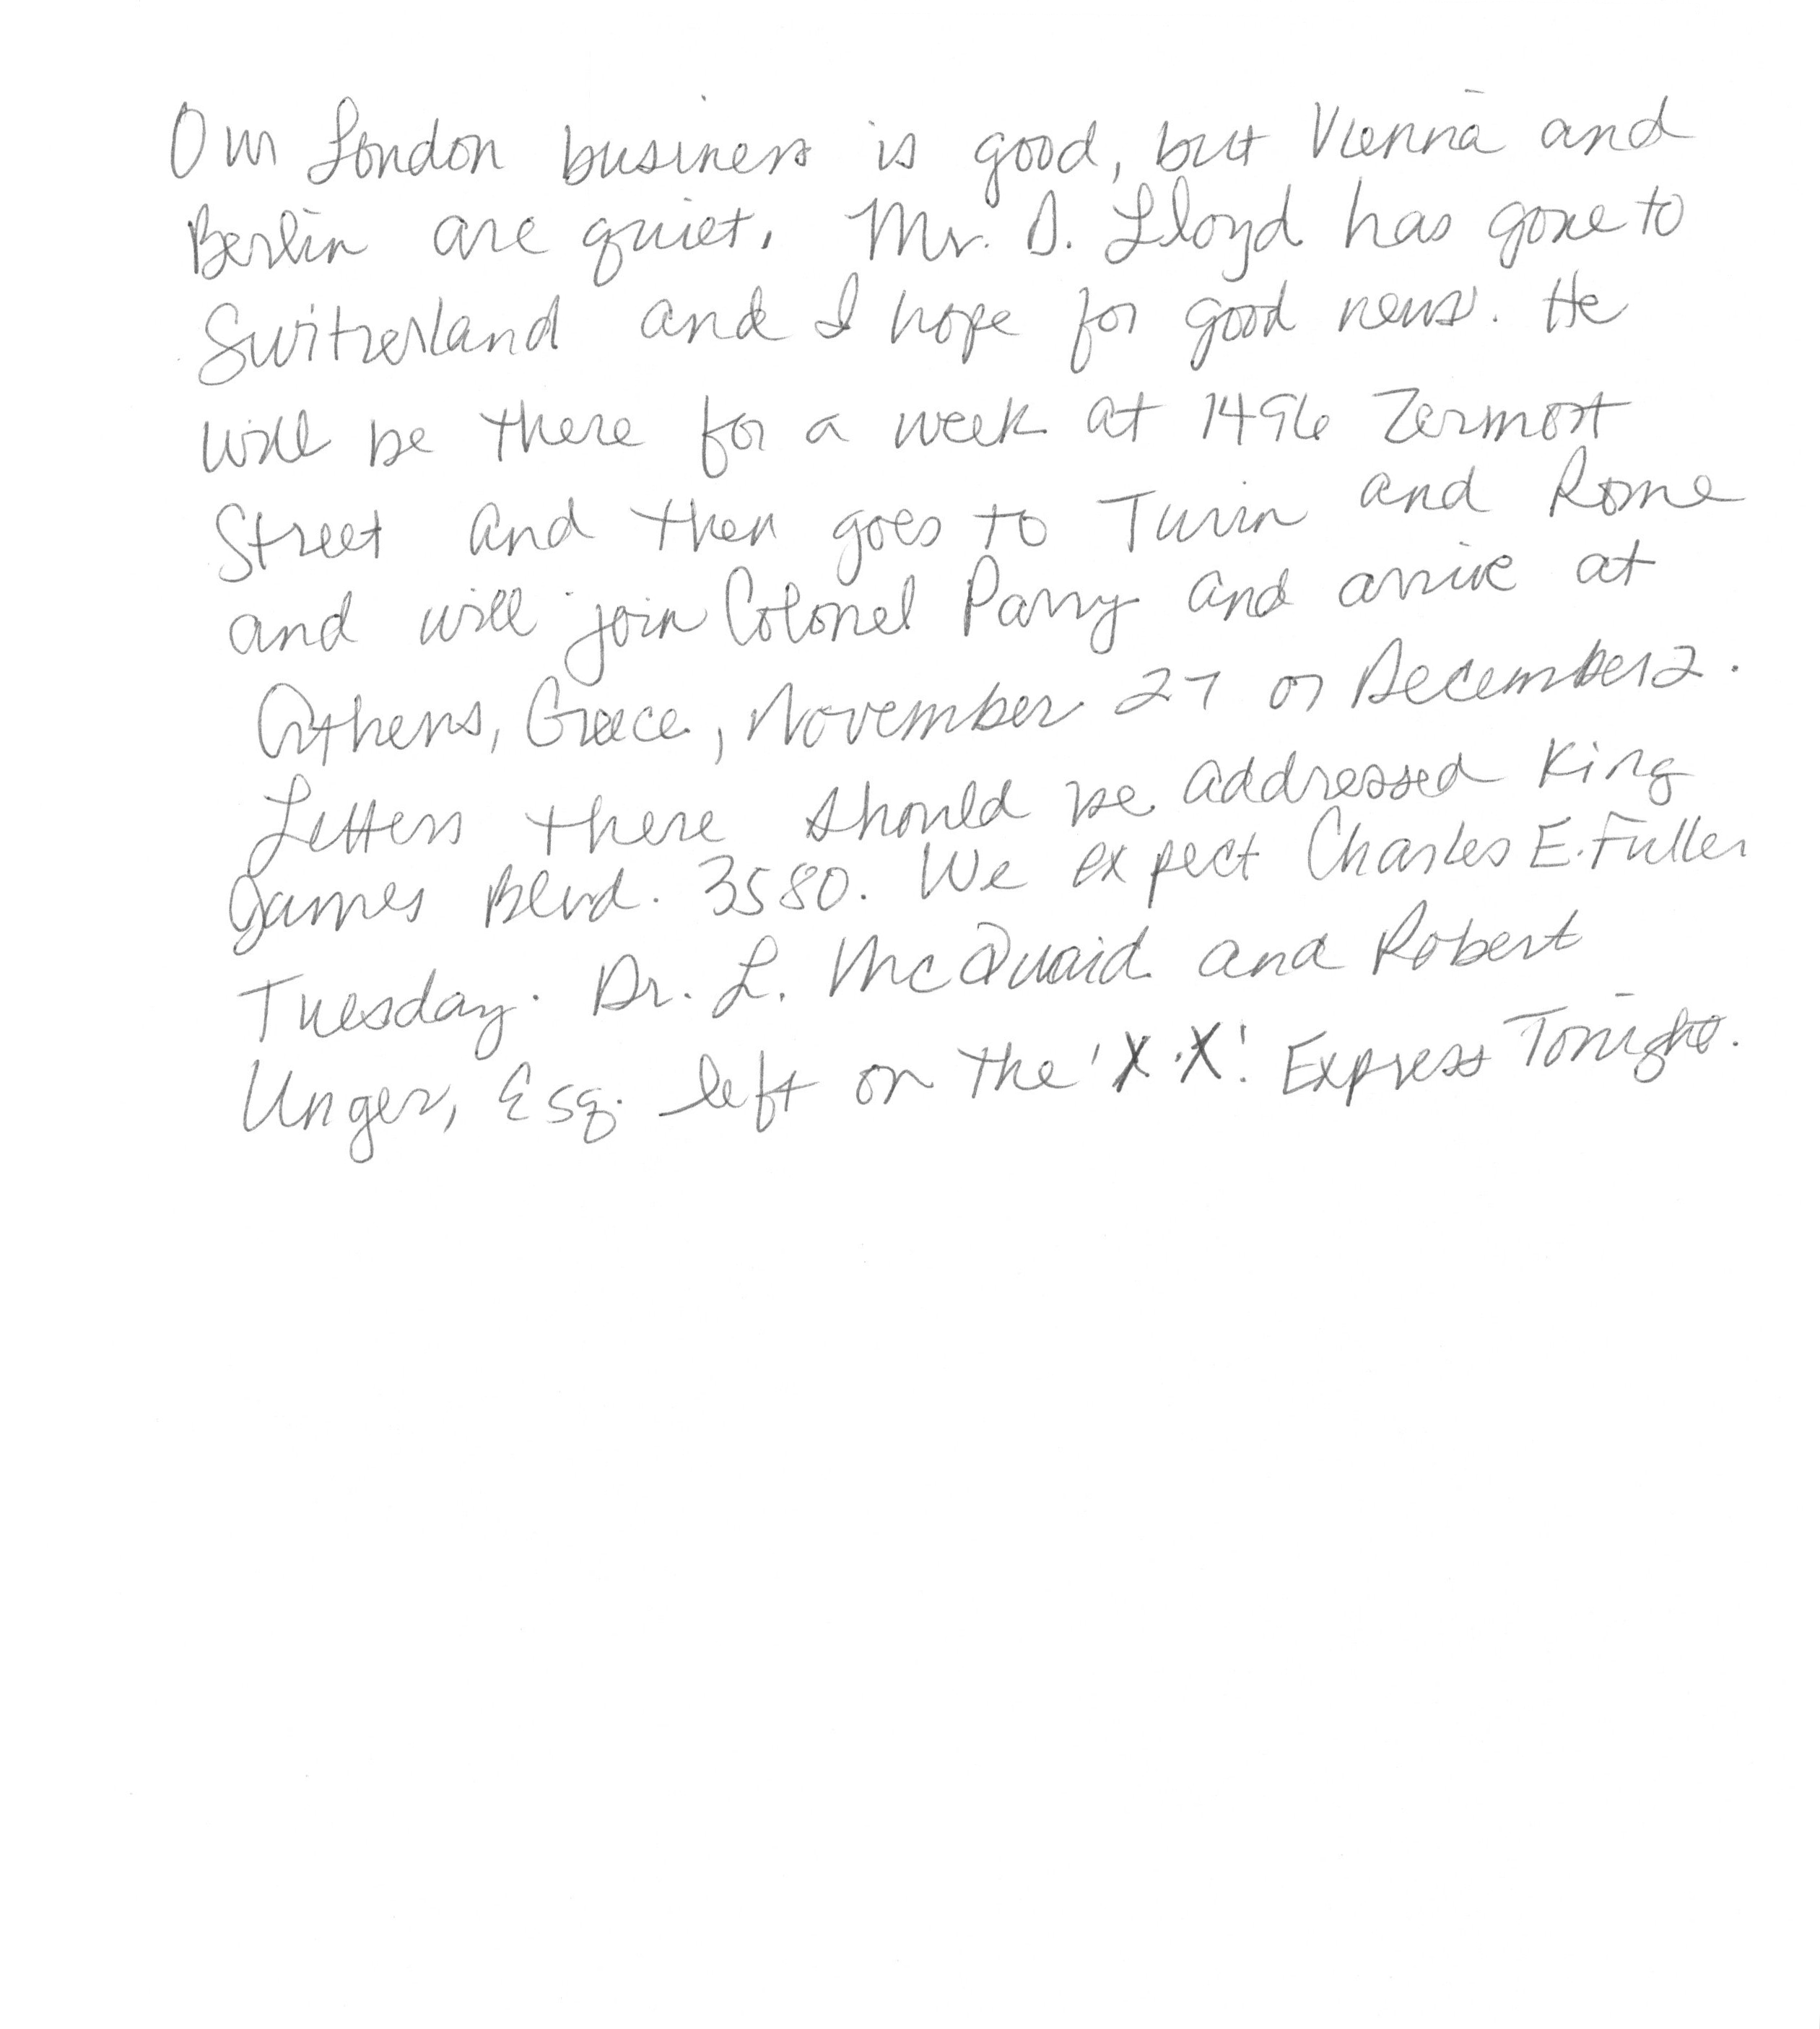 Our London business is good, but Vienna and
Berlin are quiet. Mr. D. Lloyd has gone to
Switzerland and I hope for good news. He
will be there for a week at 1496 Zermott
Street and then goes to Turin and Rome
and will join Colonel Parry and arrive at
Athens, Greece, November 27 or December 2.
Letters there should be addressed King
James Blvd. 3580. We expect Charles E. Fuller
Tuesday. Dr. L. McQuaid and Robert
Unger, Esq. left on the 'X.X.' Express Tonight.